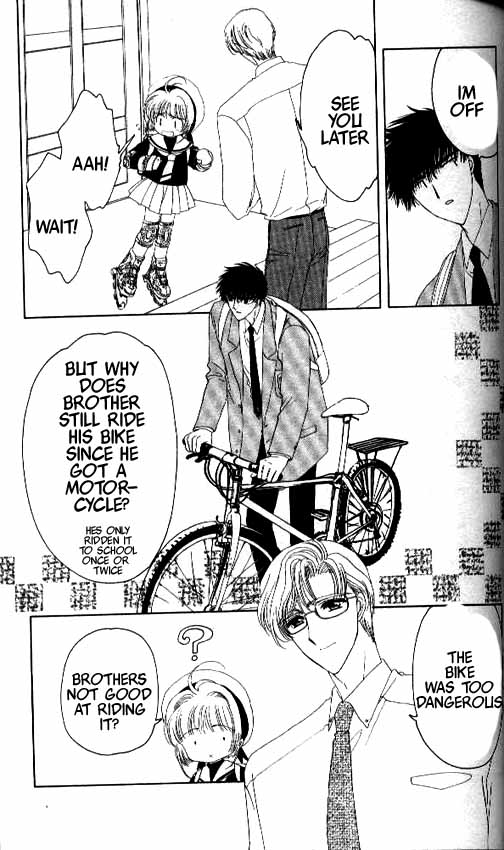 I'M
OFF
SEE
YOU
LATER
AAH!
WAIT!
BUT WHY
DOES
BROTHER
STILL RIDE
HIS BIKE
SINCE HE
GOT A
MOTOR-
CYCLE?
HES ONLY
RIDDEN IT
TO SCHOOL
ONCE OR
TWICE
THE
BIKE
WAS TOO
DANGEROUS
?
BROTHERS
NOT GOOD
AT RIDING
IT?